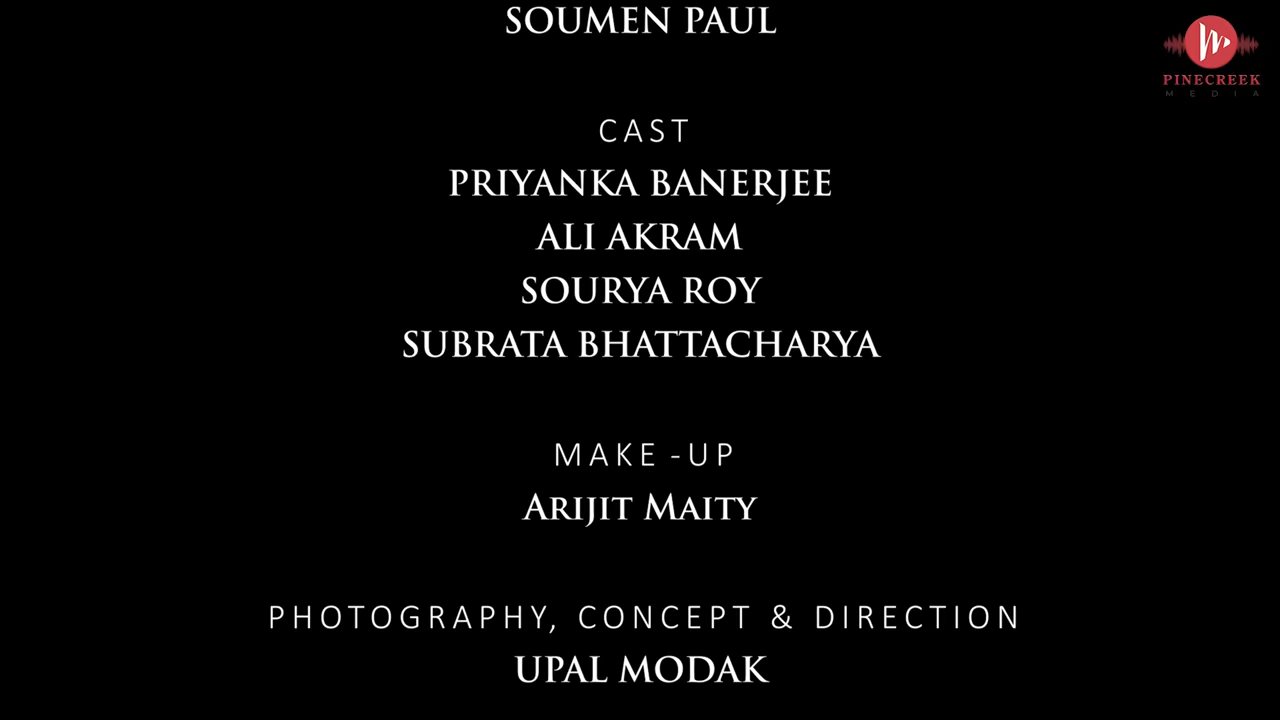 SOUMEN PAUL
PINECREEK
MEDIA
CAST
PRIYANKA BANERJEE
ALI AKRAM
SOURYA ROY
SUBRATA BHATTACHARYA
MAKE -UP
ARIJIT MAITY
PHOTOGRAPHY, CONCEPT & DIRECTION
UPAL MODAK